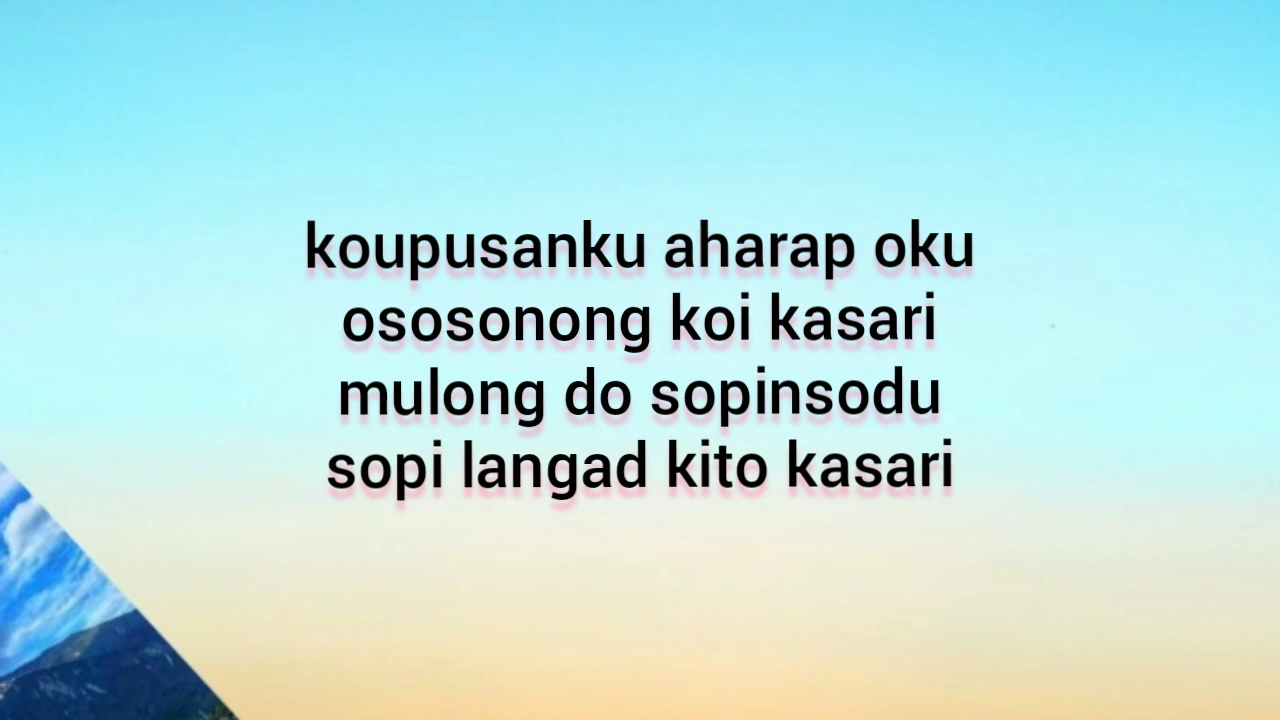 koupusanku aharap oku
ososonong koi kasari
mulong do sopinsodu
sopi langad kito kasari